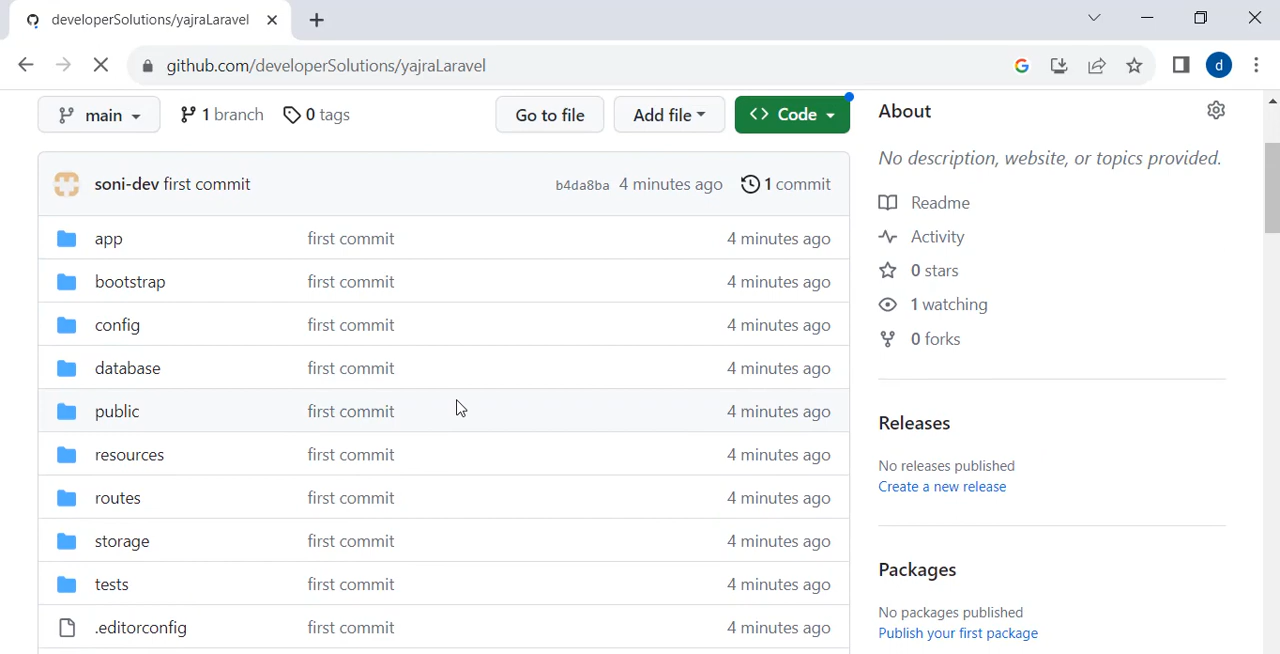 developerSolutions/yajraLaravel
github.com/developerSolutions/yajraLaravel
d
main 1 branch 0 tags Go to file Add file Code
soni-dev first commit b4da8ba 4 minutes ago 1 commit
app first commit 4 minutes ago
bootstrap first commit 4 minutes ago
config first commit 4 minutes ago
database first commit 4 minutes ago
public first commit 4 minutes ago
resources first commit 4 minutes ago
routes first commit 4 minutes ago
storage first commit 4 minutes ago
tests first commit 4 minutes ago
.editorconfig first commit 4 minutes ago
About
No description, website, or topics provided.
Readme
Activity
0 stars
1 watching
0 forks
Releases
No releases published
Create a new release
Packages
No packages published
Publish your first package